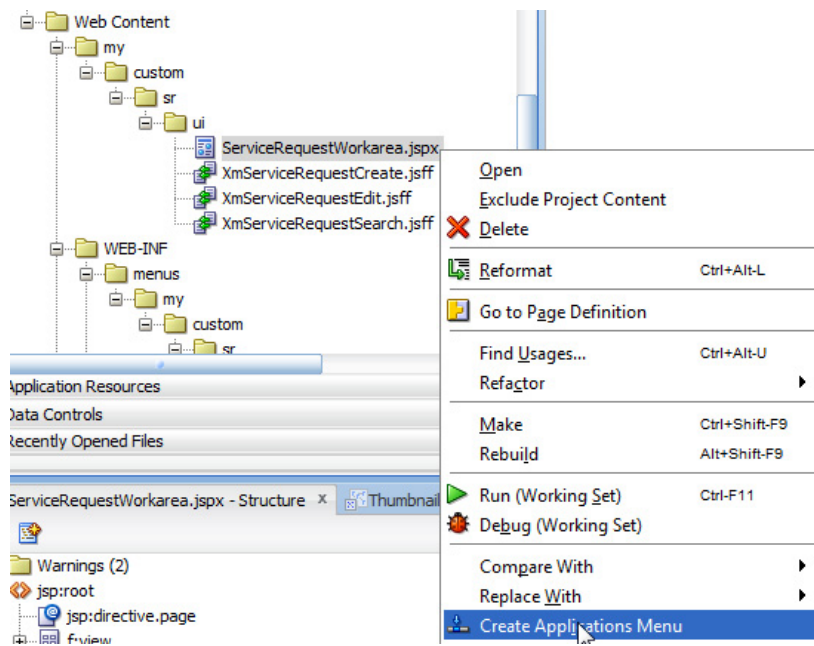 Web Content
my
custom
sr
ui
ServiceRequestWorkarea.jspx
XmServiceRequestCreate.jsff
XmServiceRequestEdit.jsff
XmServiceRequestSearch.jsff
WEB-INF
menus
my
custom
sr
Application Resources
Data Controls
Recently Opened Files
ServiceRequestWorkarea.jspx - Structure x Thumbnail
Warnings (2)
jsp:root
jsp:directive.page
f:view
Open
Exclude Project Content
Delete
Reformat Ctrl+Alt-L
Go to Page Definition
Find Usages... Ctrl+Alt-U
Refactor
Make Ctrl+Shift-F9
Rebuild Alt+Shift-F9
Run (Working Set) Ctrl-F11
Debug (Working Set)
Compare With
Replace With
Create Applications Menu